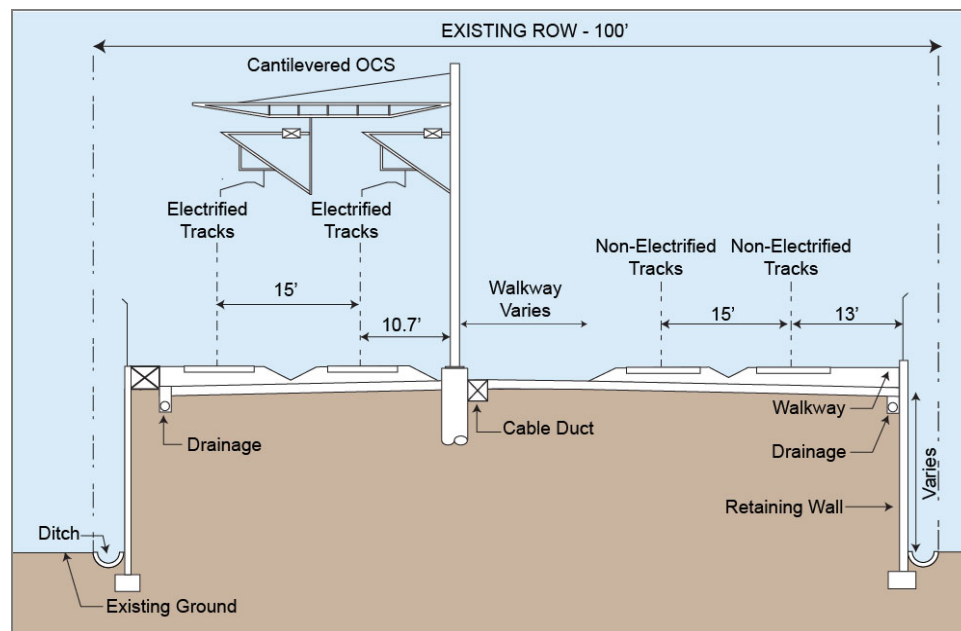 EXISTING ROW - 100’
Cantilevered OCS
Electrified
Tracks
Electrified
Tracks
Non-Electrified
Tracks
Non-Electrified
Tracks
15’
Walkway
Varies
10.7’
15’
13’
Walkway
Drainage
Cable Duct
Drainage
Varies
Retaining Wall
Ditch
Existing Ground